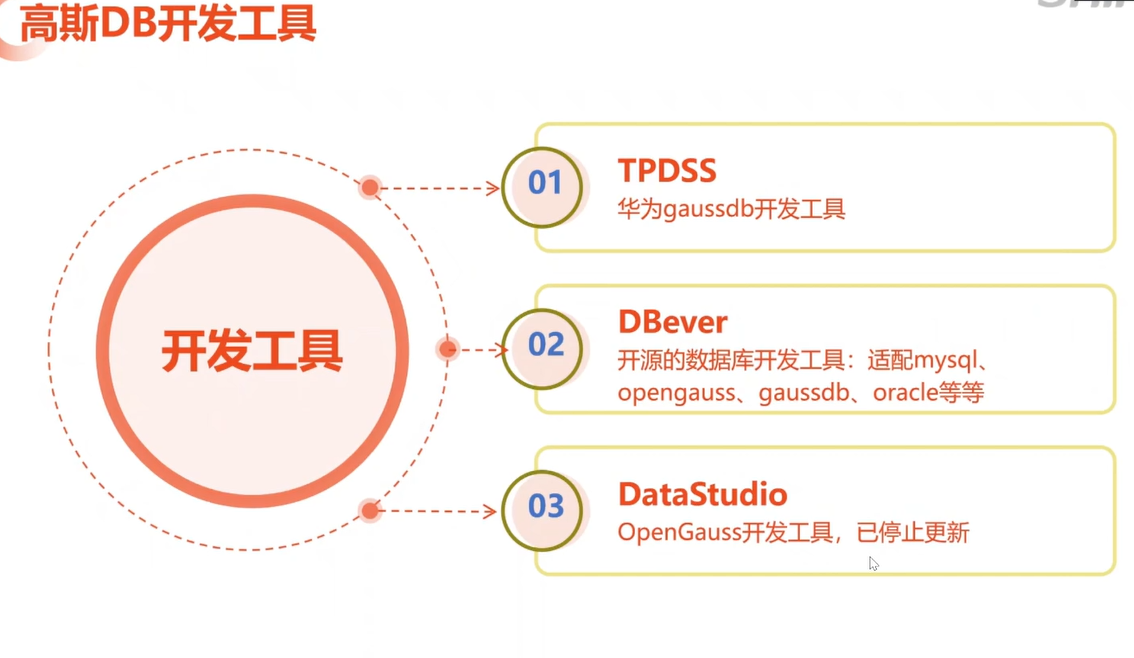 高斯DB开发工具
开发工具
01
TPDSS
华为gaussdb开发工具
02
DBever
开源的数据库开发工具：适配mysql、
opengauss、gaussdb、oracle等等
03
DataStudio
OpenGauss开发工具，已停止更新